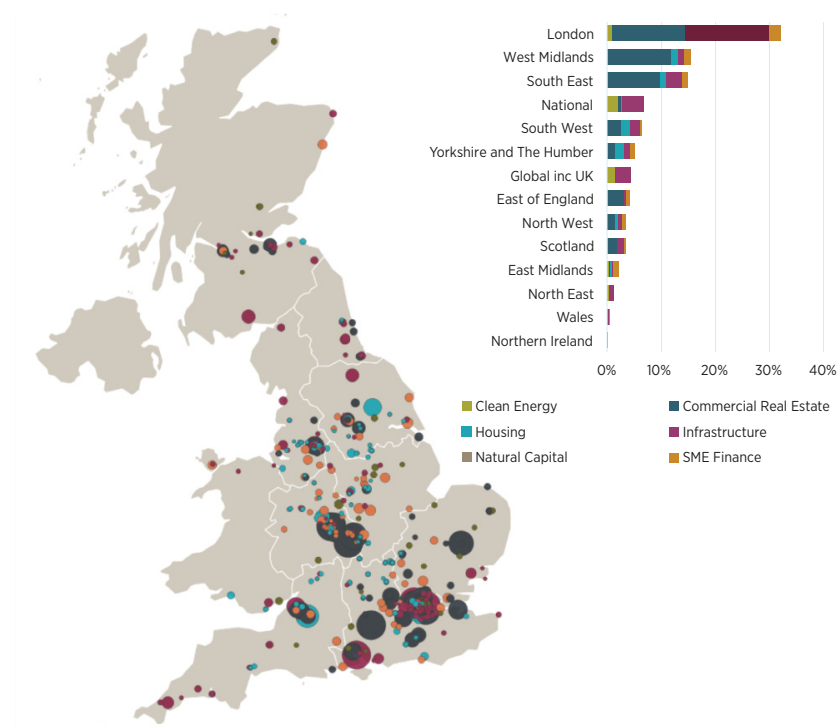 London
West Midlands
South East
National
South West
Yorkshire and The Humber
Global inc UK
East of England
North West
Scotland
East Midlands
North East
Wales
Northern Ireland
0% 10% 20% 30% 40%
Clean Energy Commercial Real Estate
Housing Infrastructure
Natural Capital SME Finance